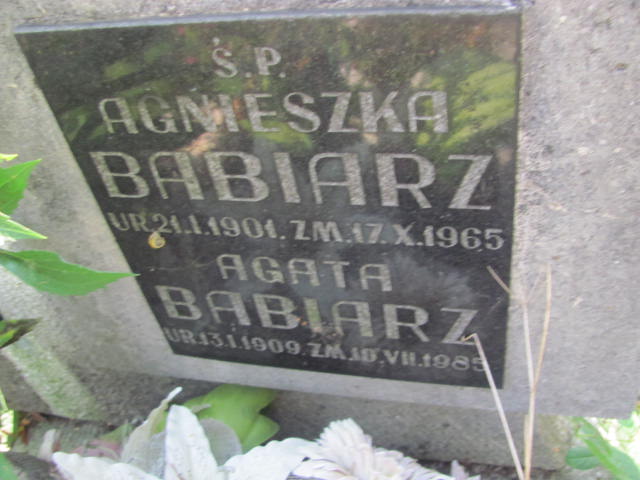 Ś.P.
AGNIESZKA
BABIARZ
UR.21.I.1901.ZM.17.X.1965
AGATA
BABIARZ
UR.13.I.1909.ZM.10.VII.1985